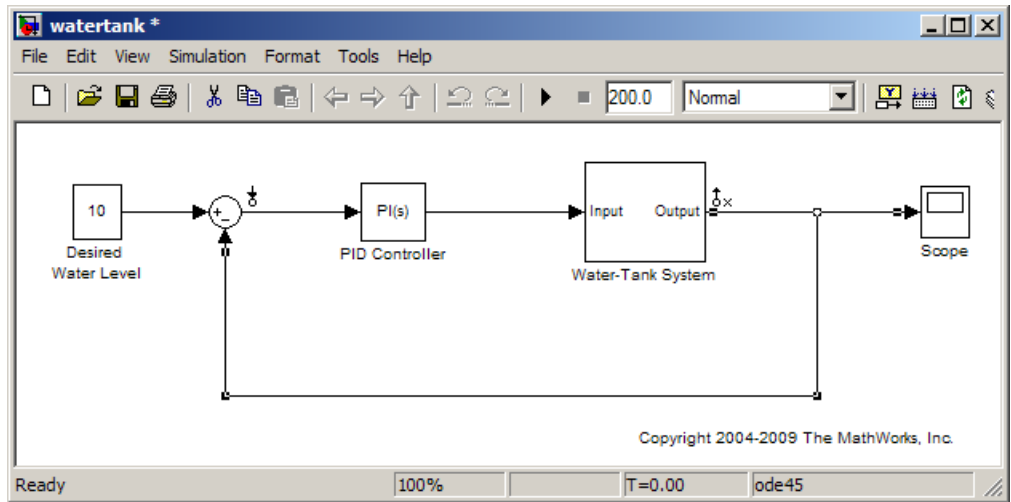 watertank *
File Edit View Simulation Format Tools Help
200.0 Normal
10
Desired
Water Level
+
-
PI(s)
PID Controller
Input Output
Water-Tank System
x
Scope
Copyright 2004-2009 The MathWorks, Inc.
Ready 100% T=0.00 ode45